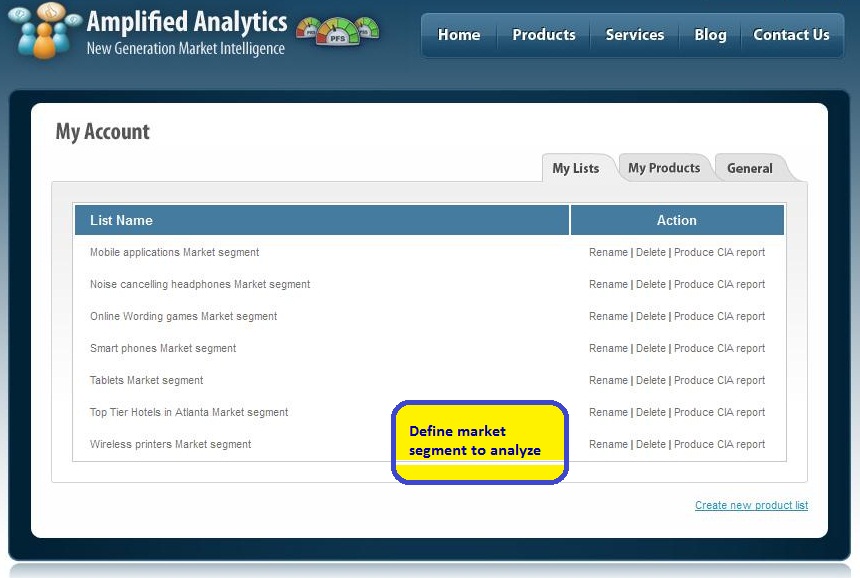 Amplified Analytics
New Generation Market Intelligence
PFS
Home
Products
Services
Blog
Contact Us
My Account
My Lists
My Products
General
List Name
Action
Mobile applications Market segment
Rename | Delete | Produce CIA report
Noise cancelling headphones Market segment
Rename | Delete | Produce CIA report
Online Wording games Market segment
Rename | Delete | Produce CIA report
Smart phones Market segment
Rename | Delete | Produce CIA report
Tablets Market segment
Rename | Delete | Produce CIA report
Top Tier Hotels in Atlanta Market segment
Rename | Delete | Produce CIA report
Wireless printers Market segment
Rename | Delete | Produce CIA report
Define market
segment to analyze
Create new product list